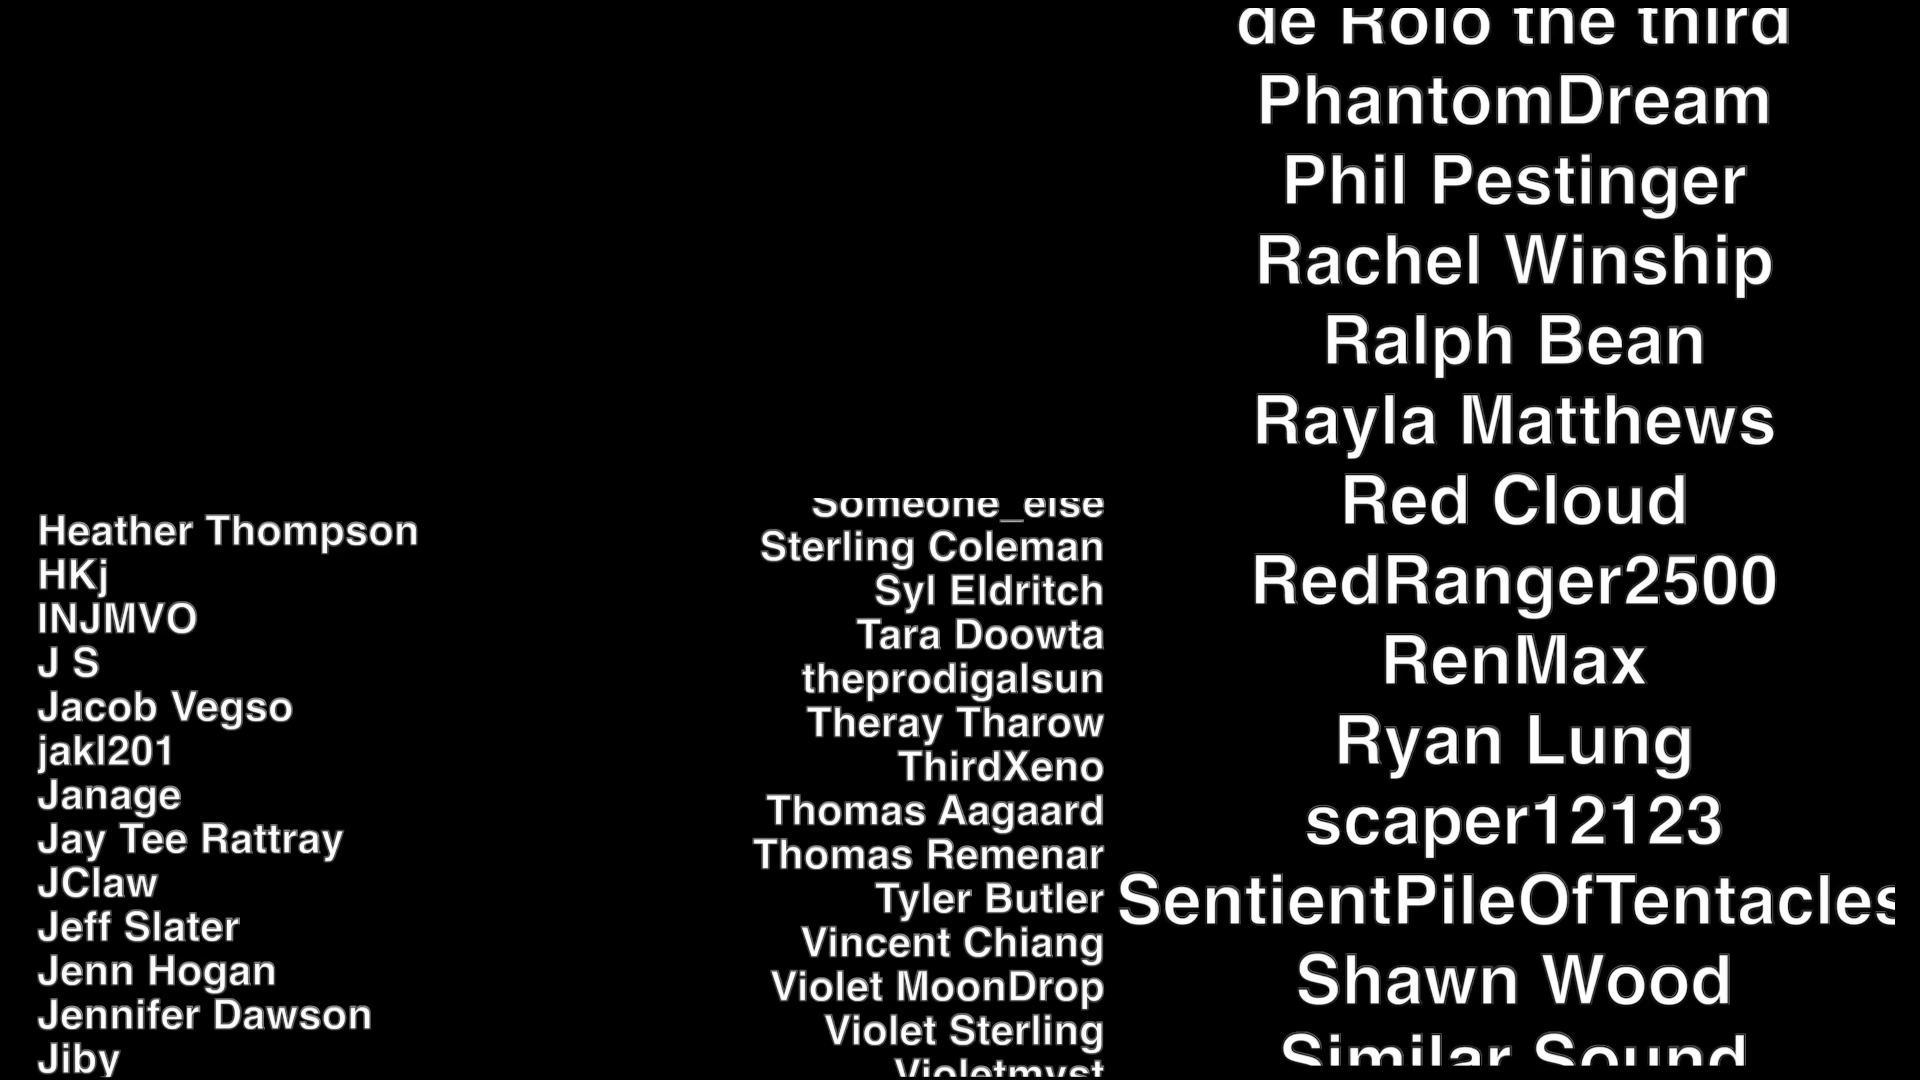 Heather Thompson
HKj
INJMVO
J S
Jacob Vegso
jakl201
Janage
Jay Tee Rattray
JClaw
Jeff Slater
Jenn Hogan
Jennifer Dawson
Jiby
Someone_else
Sterling Coleman
Syl Eldritch
Tara Doowta
theprodigalsun
Theray Tharow
ThirdXeno
Thomas Aagaard
Thomas Remenar
Tyler Butler
Vincent Chiang
Violet MoonDrop
Violet Sterling
Violetmyst
de Rolo the third
PhantomDream
Phil Pestinger
Rachel Winship
Ralph Bean
Rayla Matthews
Red Cloud
RedRanger2500
RenMax
Ryan Lung
scaper12123
SentientPileOfTentacles
Shawn Wood
Similar Sound